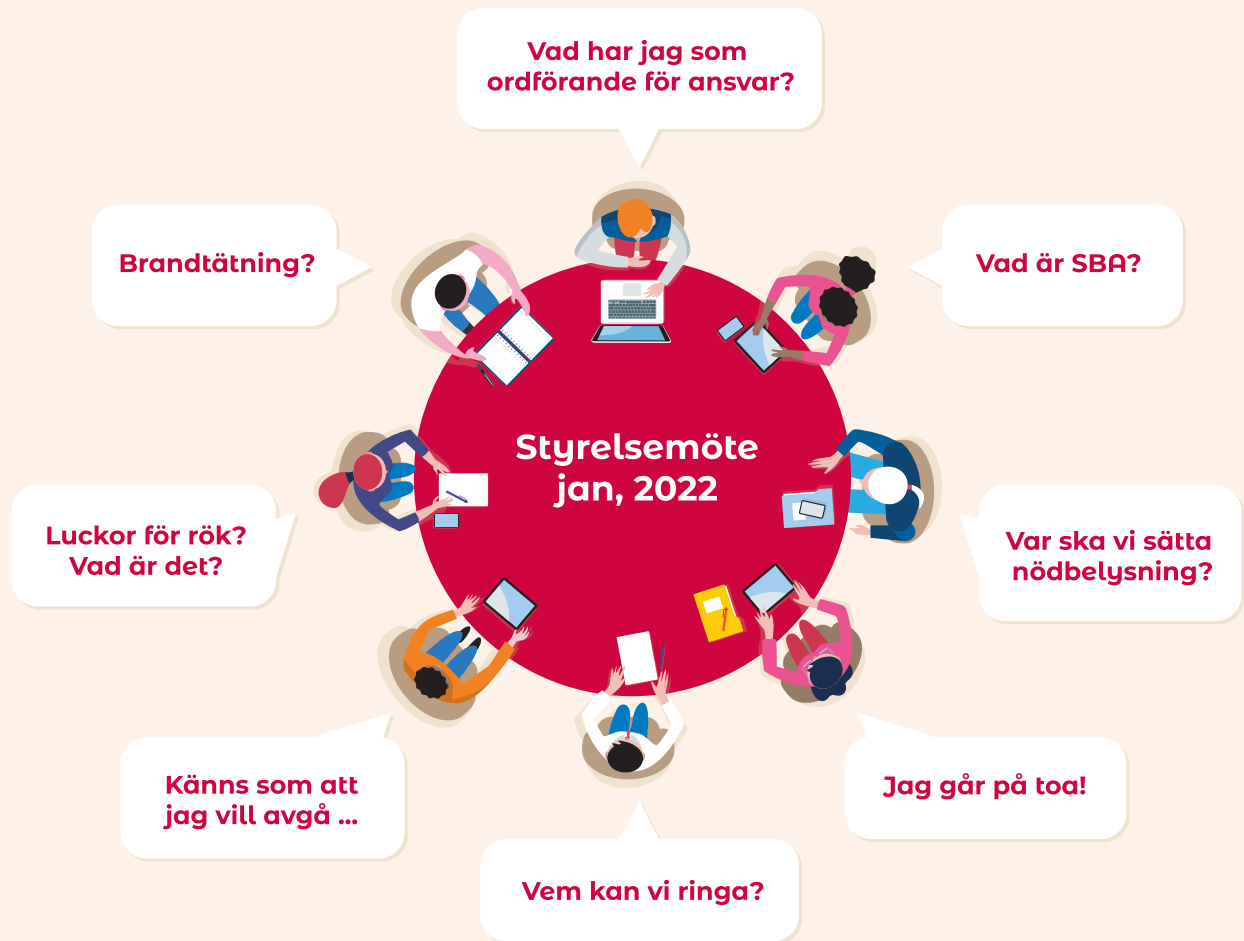 Vad har jag som
ordförande för ansvar?
Brandtätning?
Vad är SBA?
Styrelsemöte
jan, 2022
Luckor för rök?
Vad är det?
Var ska vi sätta
nödbelysning?
Känns som att
jag vill avgå ...
Jag går på toa!
Vem kan vi ringa?